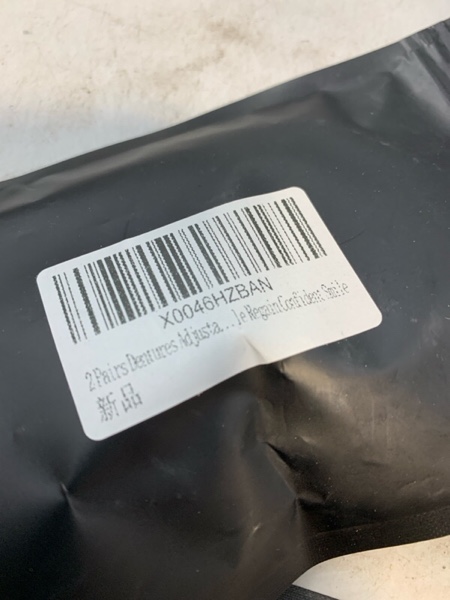 X0046HZBAN
2 Pairs Dentures Adjusta...le Regain Confident Smile
新品